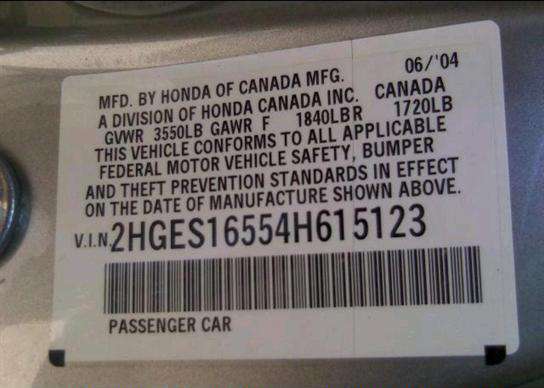 06/'04
MFD. BY HONDA OF CANADA MFG.
A DIVISION OF HONDA CANADA INC. CANADA
GVWR 3550LB GAWR F 1840LBR 1720LB
THIS VEHICLE CONFORMS TO ALL APPLICABLE
FEDERAL MOTOR VEHICLE SAFETY, BUMPER
AND THEFT PREVENTION STANDARDS IN EFFECT
ON THE DATE OF MANUFACTURE SHOWN ABOVE.
V.I.N. 2HGES16554H615123
PASSENGER CAR